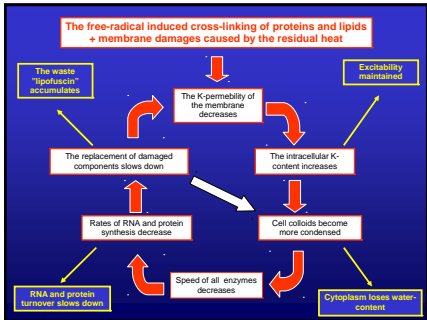 The free-radical induced cross-linking of proteins and lipids
+ membrane damages caused by the residual heat
The waste
"lipofuscin"
accumulates
Excitability
maintained
The K-permebility of
the membrane
decreases
The replacement of damaged
components slows down
The intracellular K-
content increases
Rates of RNA and protein
synthesis decrease
Cell colloids become
more condensed
Speed of all enzymes
decreases
RNA and protein
turnover slows down
Cytoplasm loses water-
content